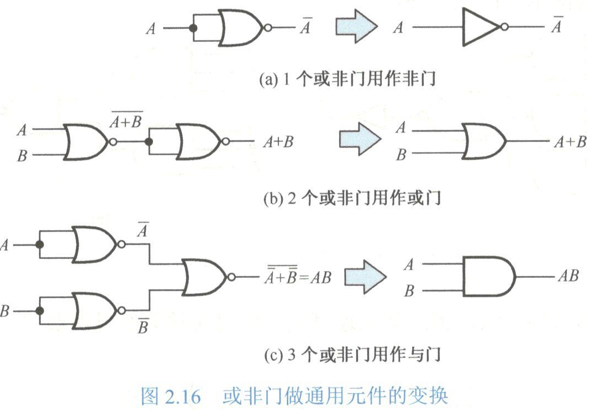 A A̅ A A̅
(a) 1 个或非门用作非门
A B \overline{A+B} A+B A B A+B
(b) 2 个或非门用作或门
A A̅ B B̅ \overline{A̅+B̅}=AB A B AB
(c) 3 个或非门用作与门
图 2.16 或非门做通用元件的变换